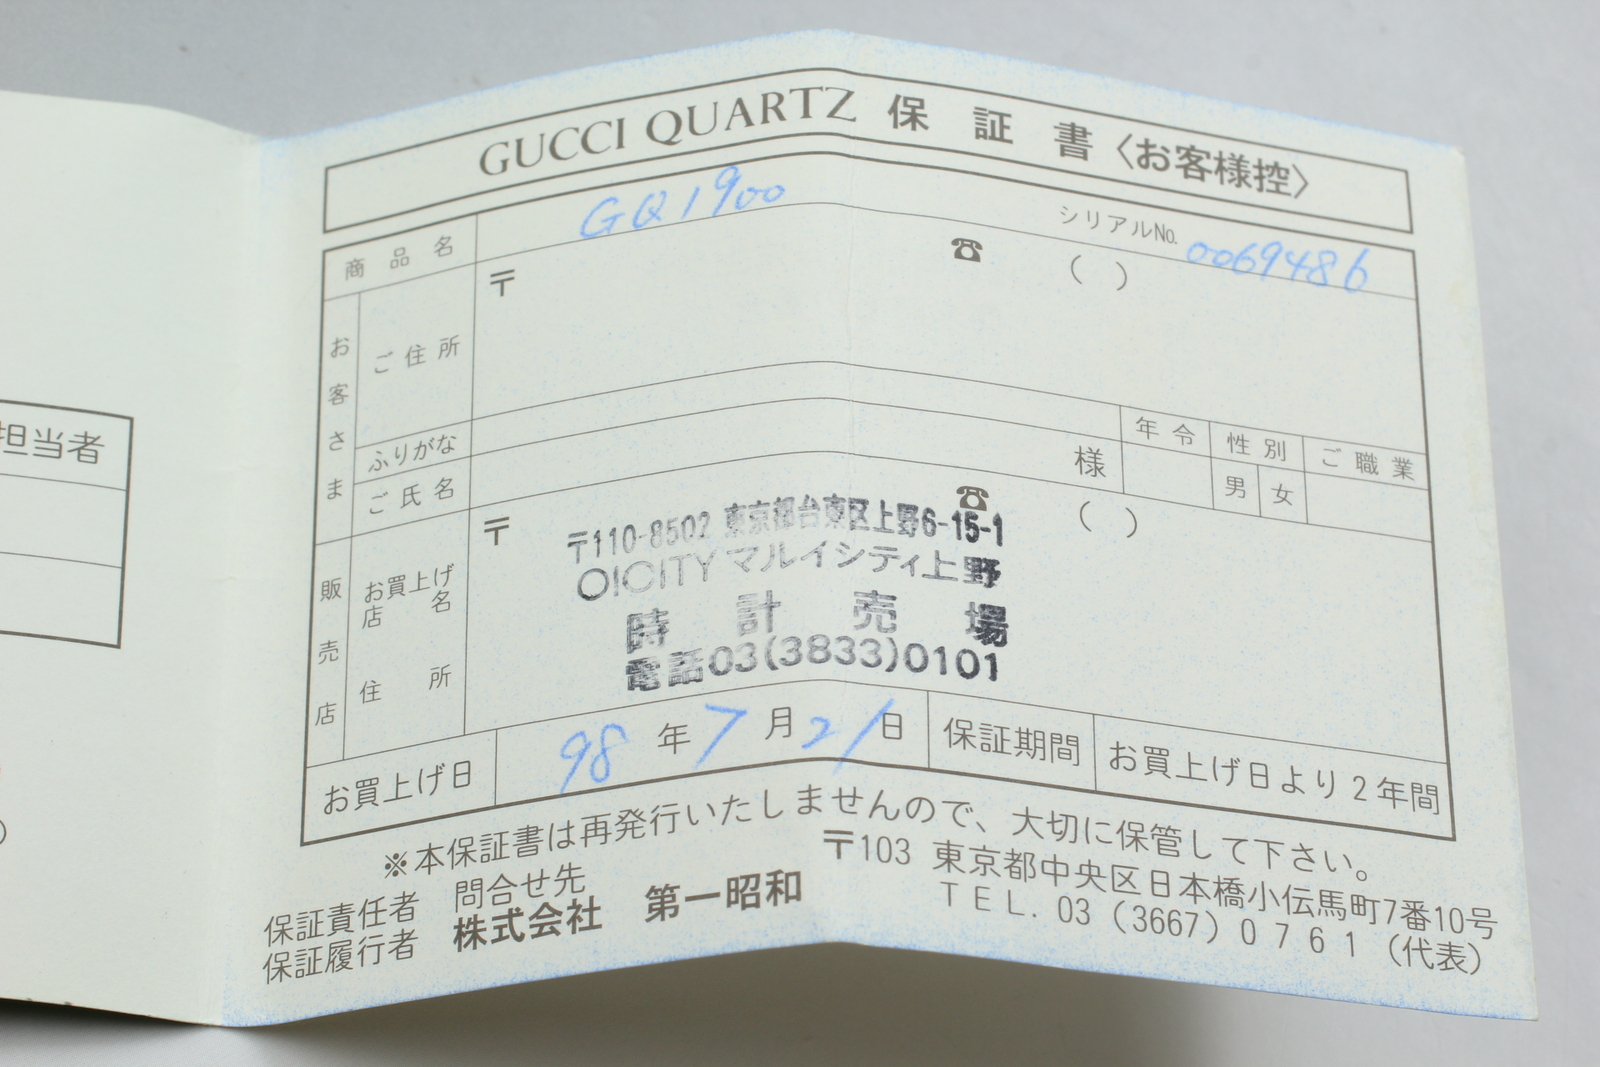 GUCCI QUARTZ 保証書〈お客様控〉
商品名 GQ1900 シリアルNo. 0069486
お客さま
ご住所 〒 ☎ ( )
ふりがな
ご氏名 様
年令 性別 ご職業
男 女
販売店
お買上げ店名
住所
〒 ☎ ( )
〒110-8502 東京都台東区上野6-15-1
OICITY マルイシティ上野
時計売場
電話03(3833)0101
お買上げ日 98年7月21日 保証期間 お買上げ日より2年間
※本保証書は再発行いたしませんので、大切に保管して下さい。
保証責任者 問合せ先
保証履行者 株式会社 第一昭和
〒103 東京都中央区日本橋小伝馬町7番10号
TEL. 03(3667)0761(代表)
担当者